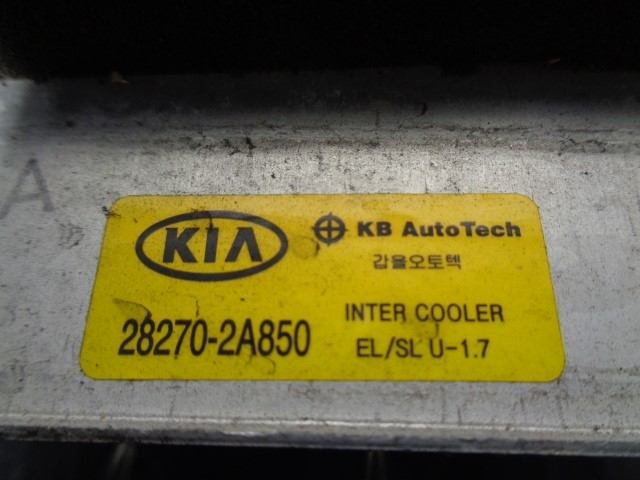 A
KIA KB AutoTech
갑을오토텍
28270-2A850 INTER COOLER
EL/SL U-1.7